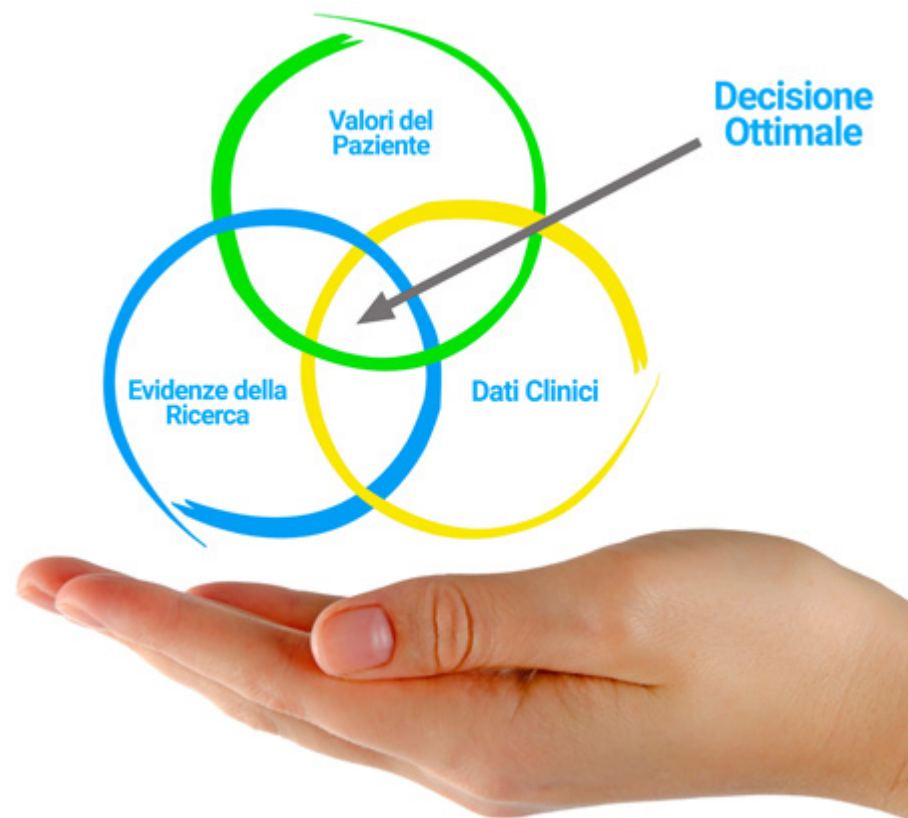 Valori del
Paziente
Decisione
Ottimale
Evidenze della
Ricerca
Dati Clinici